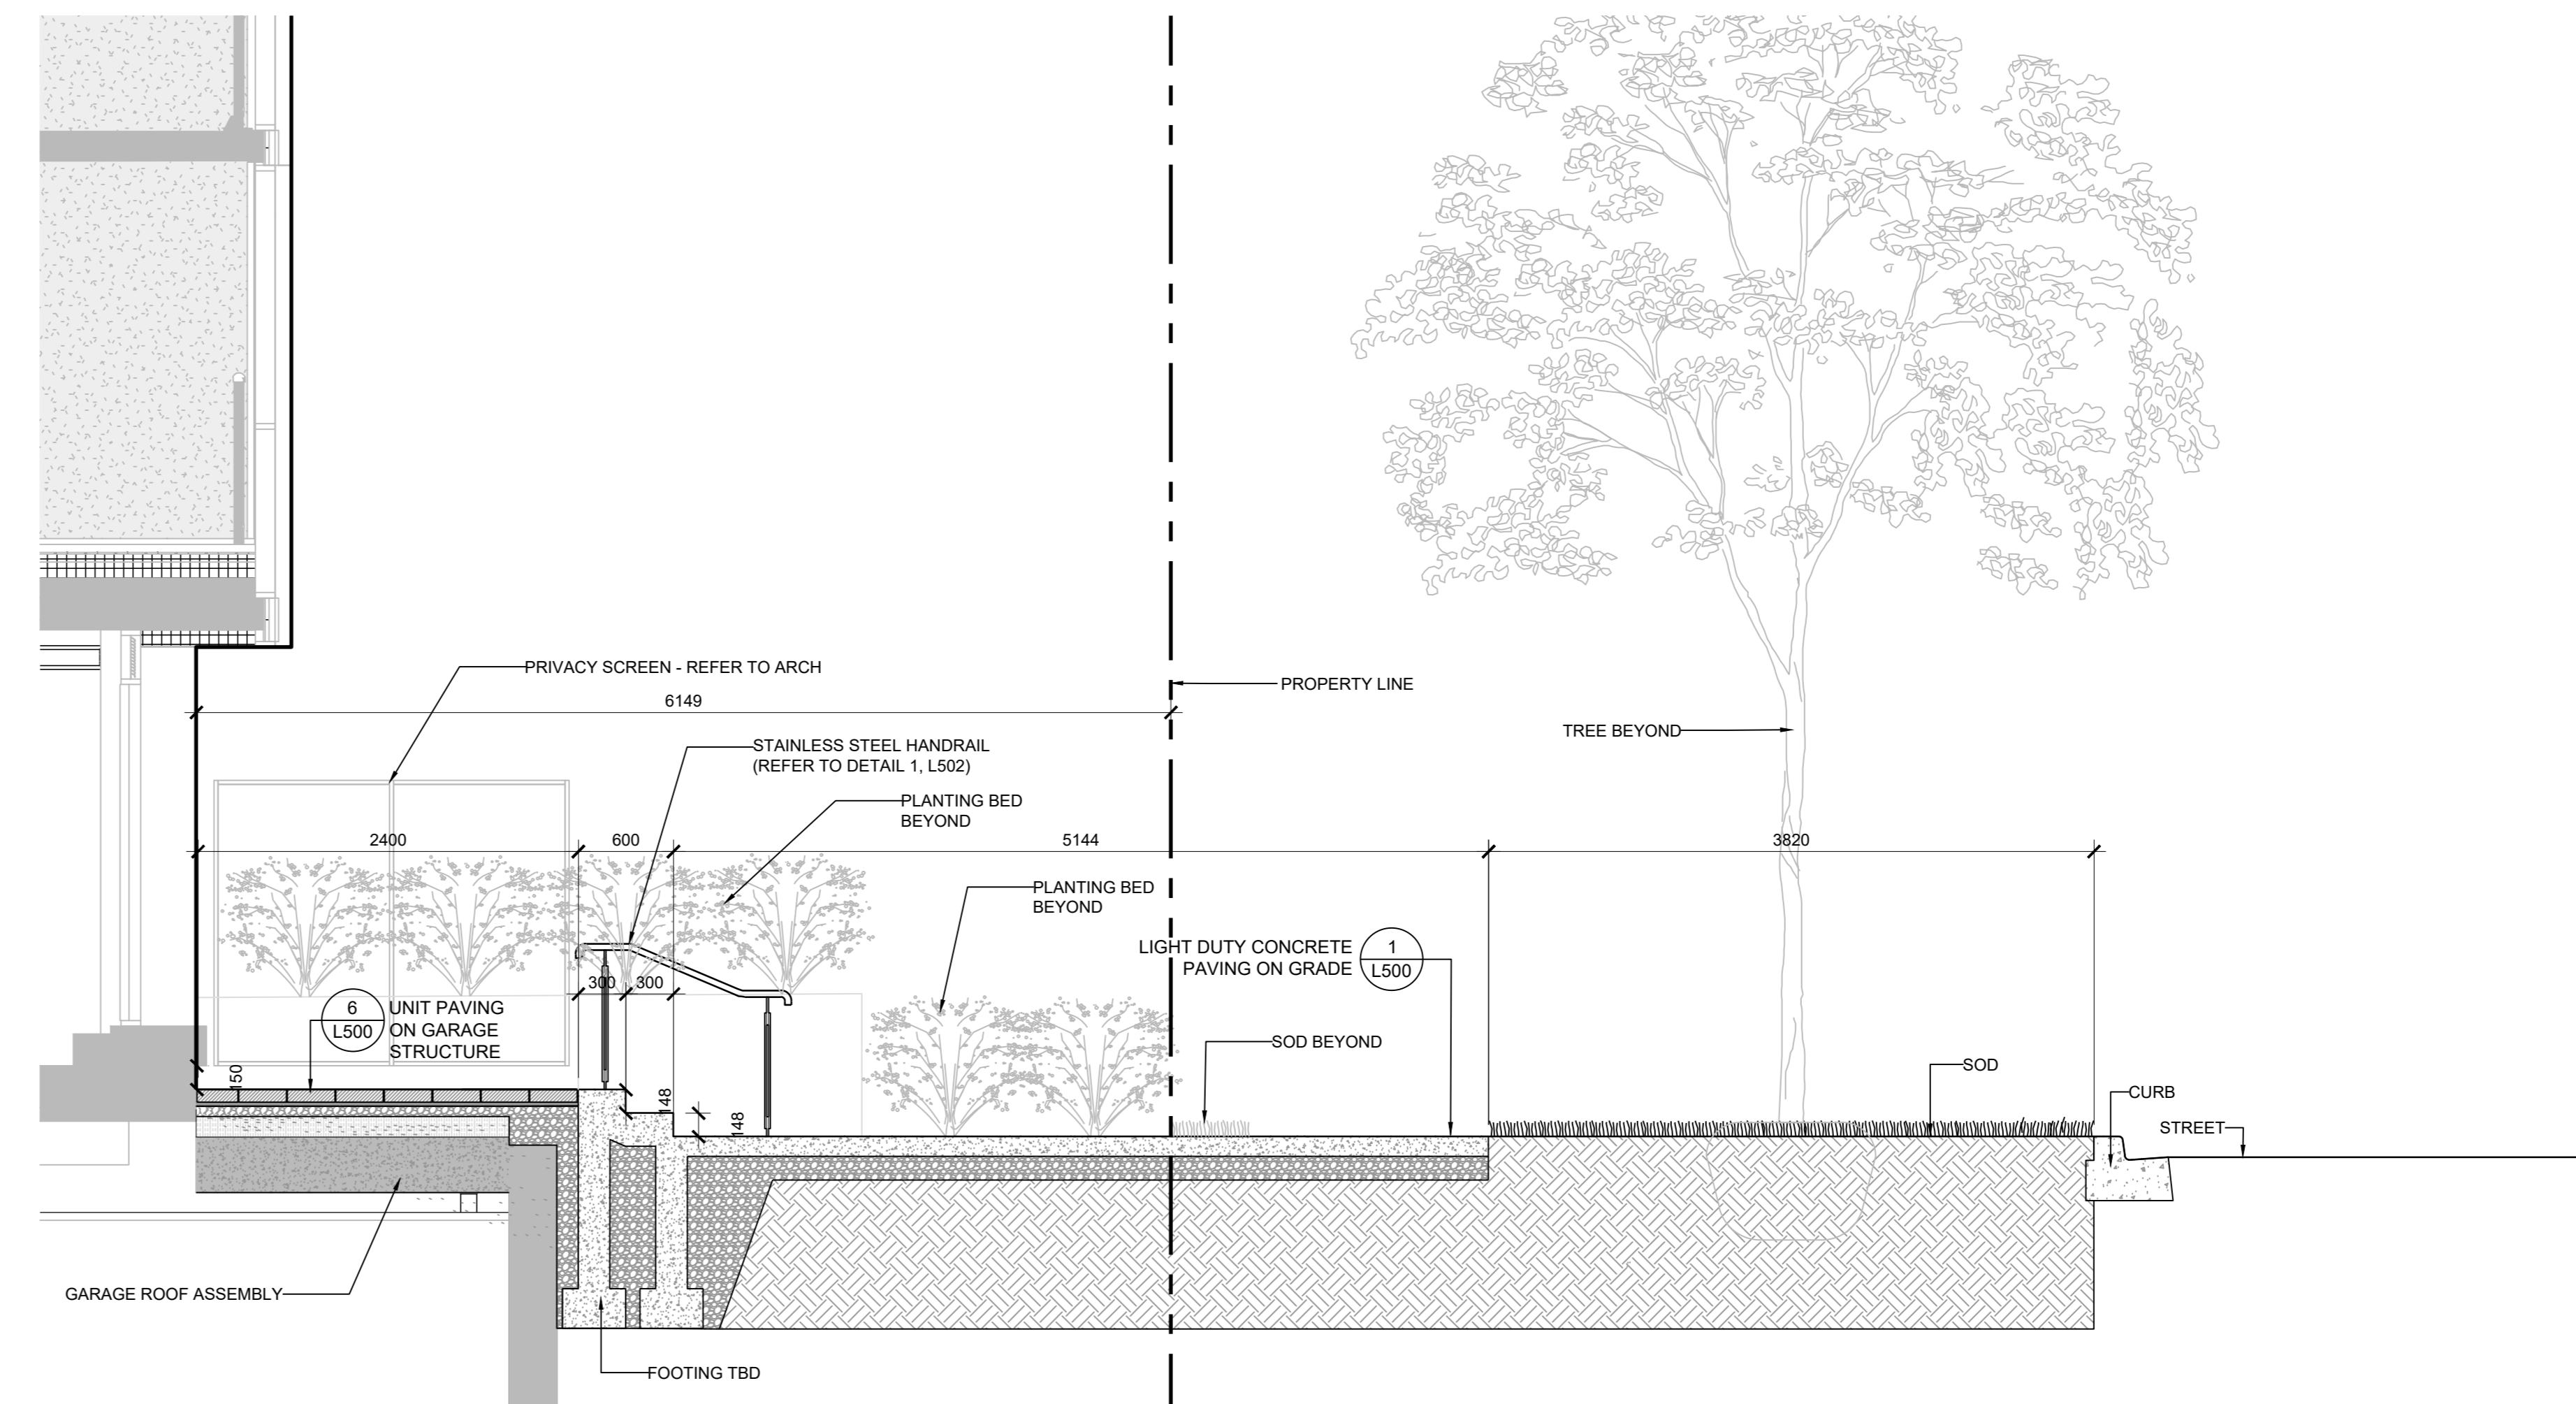 PRIVACY SCREEN - REFER TO ARCH
PROPERTY LINE
6149
TREE BEYOND
STAINLESS STEEL HANDRAIL
(REFER TO DETAIL 1, L502)
PLANTING BED
BEYOND
2400
600
5144
3820
PLANTING BED
BEYOND
LIGHT DUTY CONCRETE
PAVING ON GRADE
1
L500
300
300
6
L500
UNIT PAVING
ON GARAGE
STRUCTURE
SOD BEYOND
SOD
CURB
150
148
148
STREET
GARAGE ROOF ASSEMBLY
FOOTING TBD